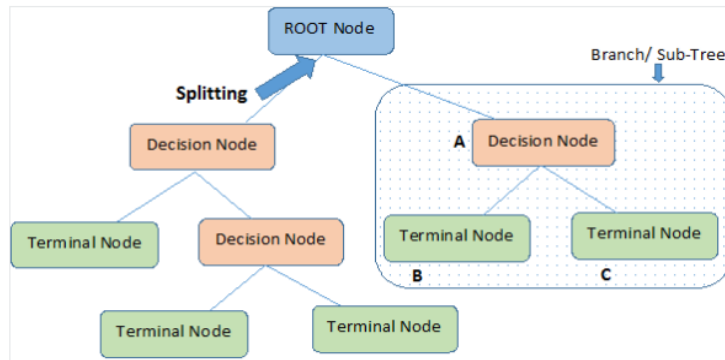 ROOT Node
Branch/ Sub-Tree
Splitting
Decision Node
A
Decision Node
Terminal Node
Decision Node
Terminal Node
Terminal Node
B
C
Terminal Node
Terminal Node